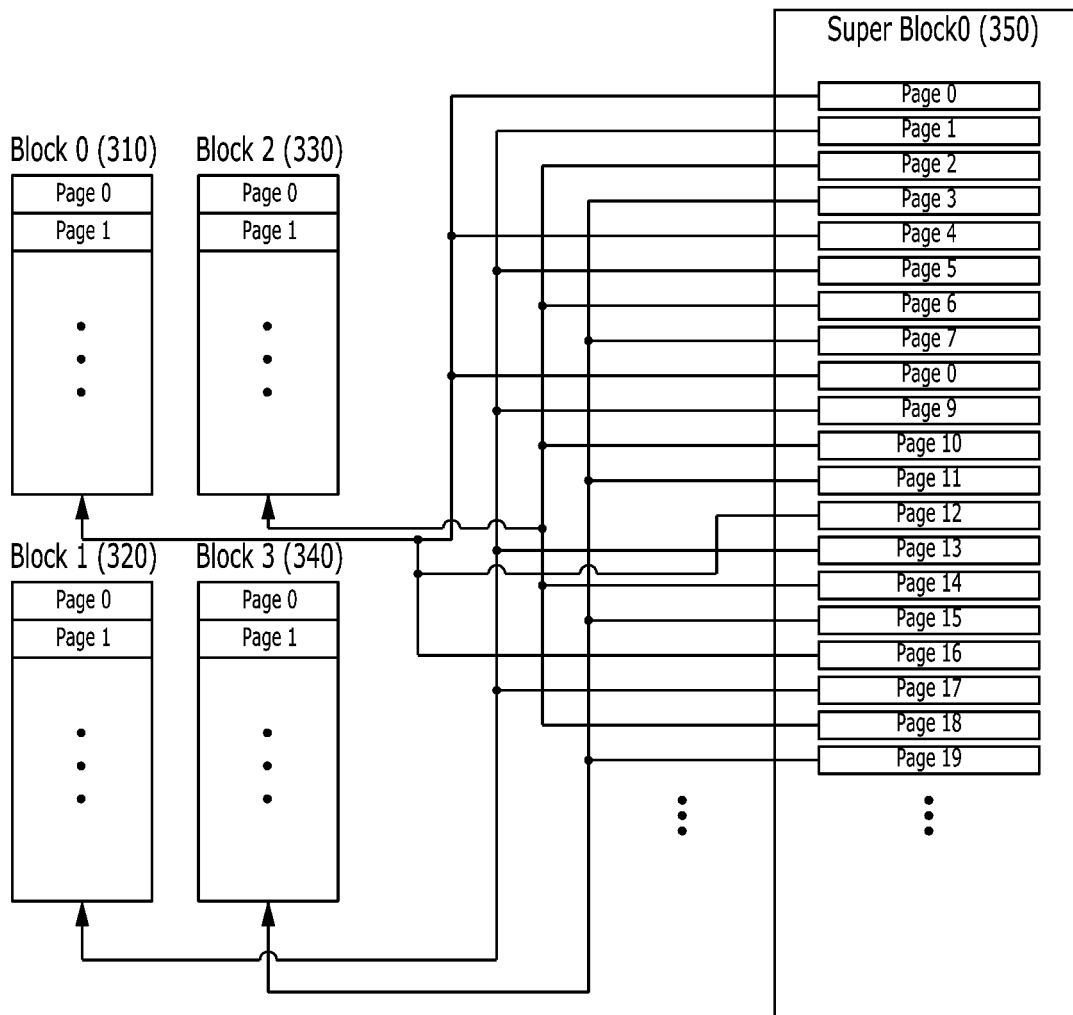 Super Block0 (350)
Page 0
Page 1
Page 2
Page 3
Page 4
Page 5
Page 6
Page 7
Page 0
Page 9
Page 10
Page 11
Page 12
Page 13
Page 14
Page 15
Page 16
Page 17
Page 18
Page 19
Block 0 (310)
Page 0
Page 1
Block 2 (330)
Page 0
Page 1
Block 1 (320)
Page 0
Page 1
Block 3 (340)
Page 0
Page 1